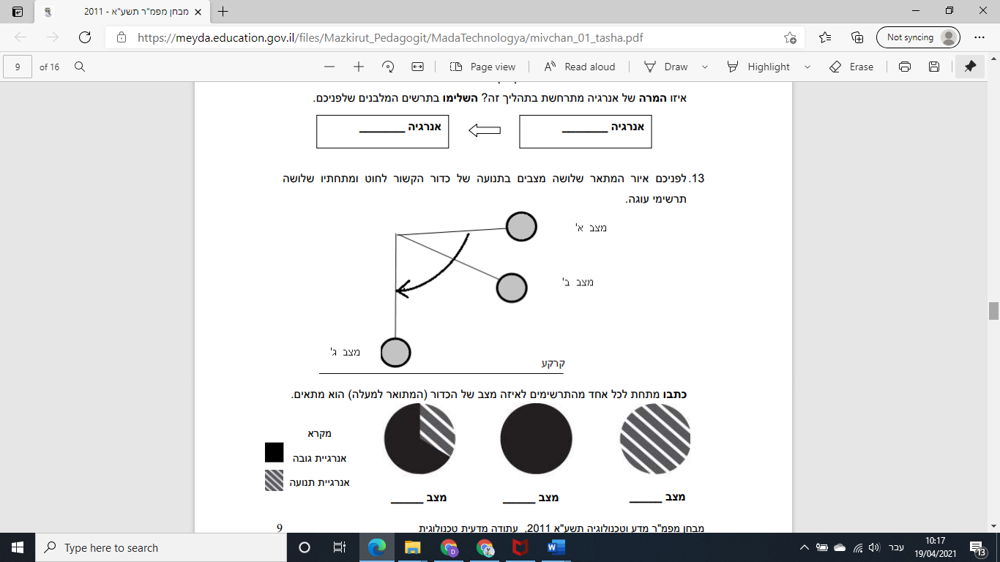 מבחן מפמ"ר תשע"א - 2011
https://meyda.education.gov.il/files/Mazkirut_Pedagogit/MadaTechnologya/mivchan_01_tasha.pdf
Not syncing
9 of 16
Page view
Read aloud
Draw
Highlight
Erase
איזו המרה של אנרגיה מתרחשת בתהליך זה? השלימו בתרשים המלבנים שלפניכם.
אנרגיה ________
אנרגיה ________
13. לפניכם איור המתאר שלושה מצבים בתנועה של כדור הקשור לחוט ומתחתיו שלושה
תרשימי עוגה.
מצב א'
מצב ב'
מצב ג'
קרקע
כתבו מתחת לכל אחד מהתרשימים לאיזה מצב של הכדור (המתואר למעלה) הוא מתאים.
מקרא
אנרגיית גובה
אנרגיית תנועה
מצב _____
מצב _____
מצב _____
מבחן מפמ"ר מדע וטכנולוגיה תשע"א 2011, עתודה מדעית טכנולוגית
9
Type here to search
עבר
10:17
19/04/2021
13